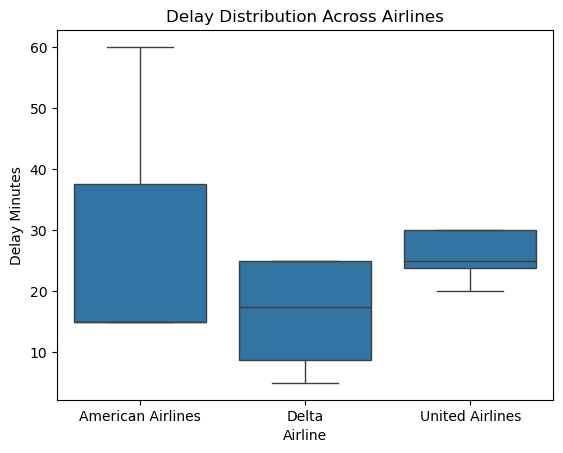 Delay Distribution Across Airlines
60
50
40
30
20
10
Delay Minutes
American Airlines
Delta
United Airlines
Airline